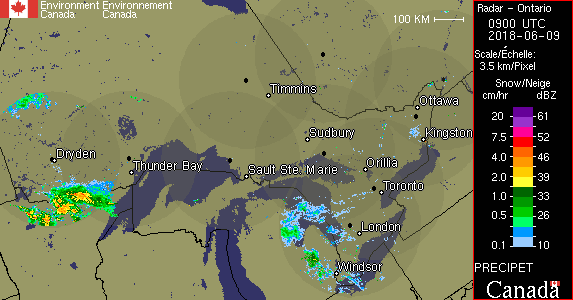 Environment Environnement
Canada Canada
100 KM
Timmins
Ottawa
Sudbury
Kingston
Dryden
Thunder Bay
Sault Ste. Marie
Orillia
Toronto
London
Windsor
Radar - Ontario
0900 UTC
2018-06-09
Scale/Échelle:
3.5 km/Pixel
Snow/Neige
cm/hr dBZ
20 61
7.5 52
4.0 46
2.0 39
1.0 33
0.5 26
0.1 10
PRECIPET
Canada